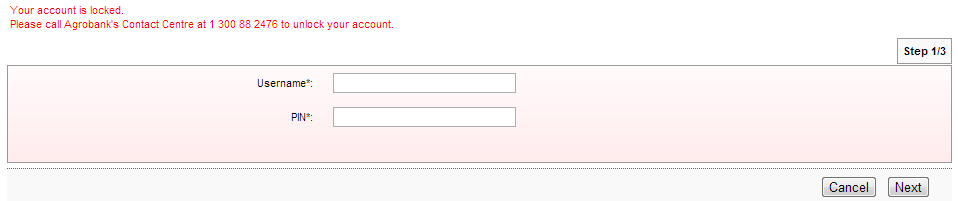 Your account is locked.
Please call Agrobank's Contact Centre at 1 300 88 2476 to unlock your account.
Step 1/3
Username*:
PIN*:
Cancel Next